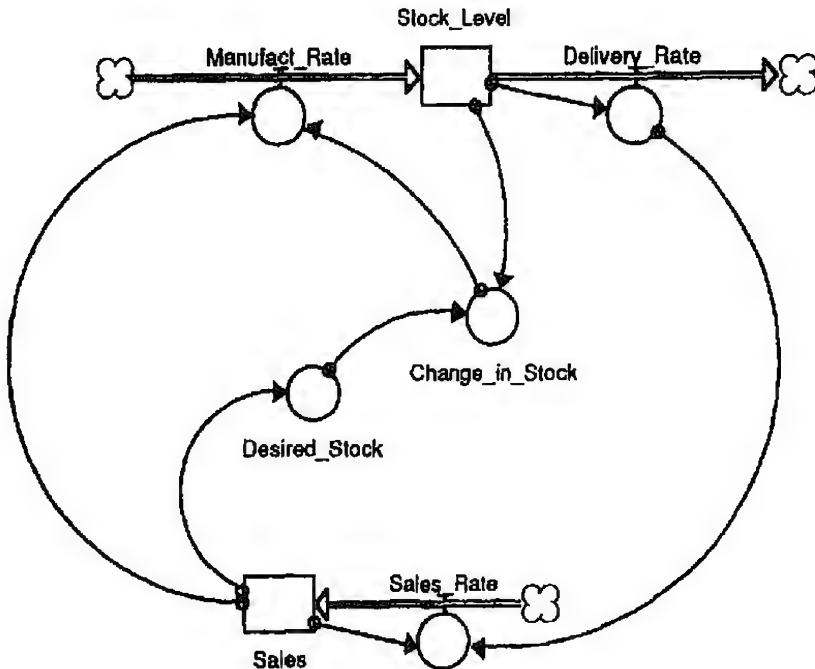 Stock_Level
Manufact_Rate
Delivery_Rate
Change_in_Stock
Desired_Stock
Sales_Rate
Sales